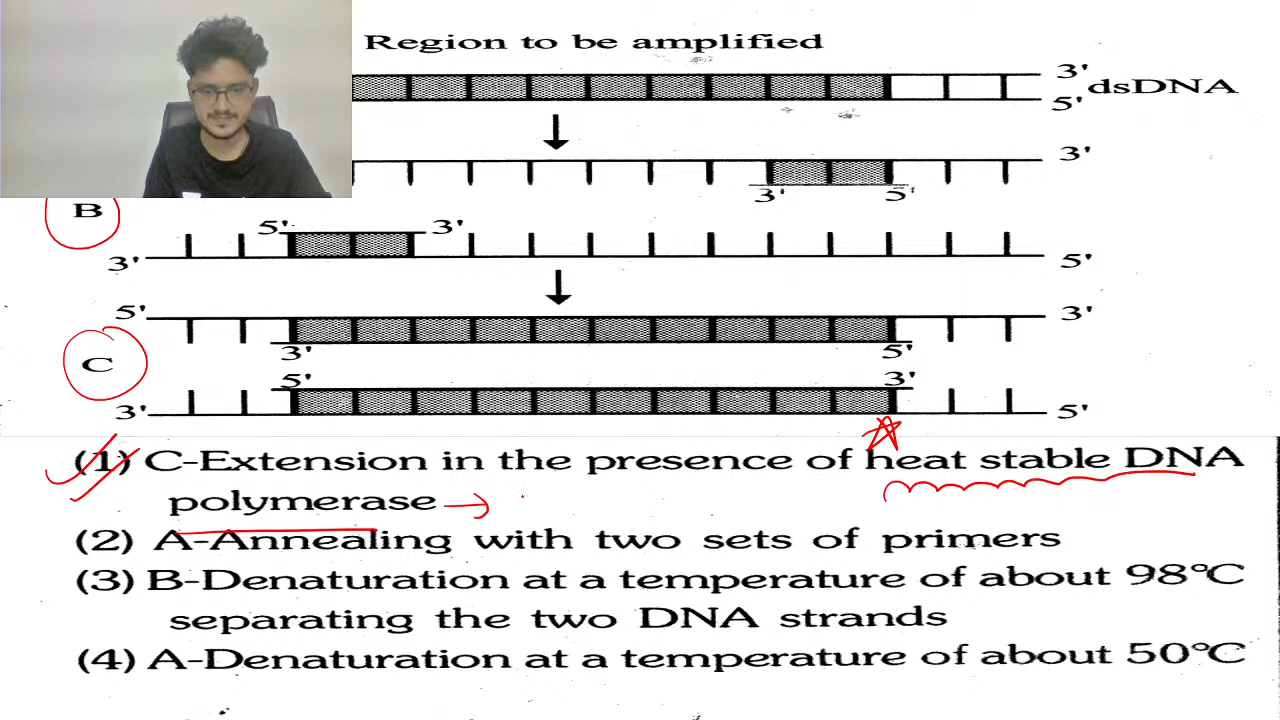 Region to be amplified
3'
5' dsDNA
3'
3' 5'
B
5' 3'
3' 5'
5' 3'
3' 5'
C
5' 3'
3' 5'
(1) C-Extension in the presence of heat stable DNA
polymerase
(2) A-Annealing with two sets of primers
(3) B-Denaturation at a temperature of about 98°C
separating the two DNA strands
(4) A-Denaturation at a temperature of about 50°C